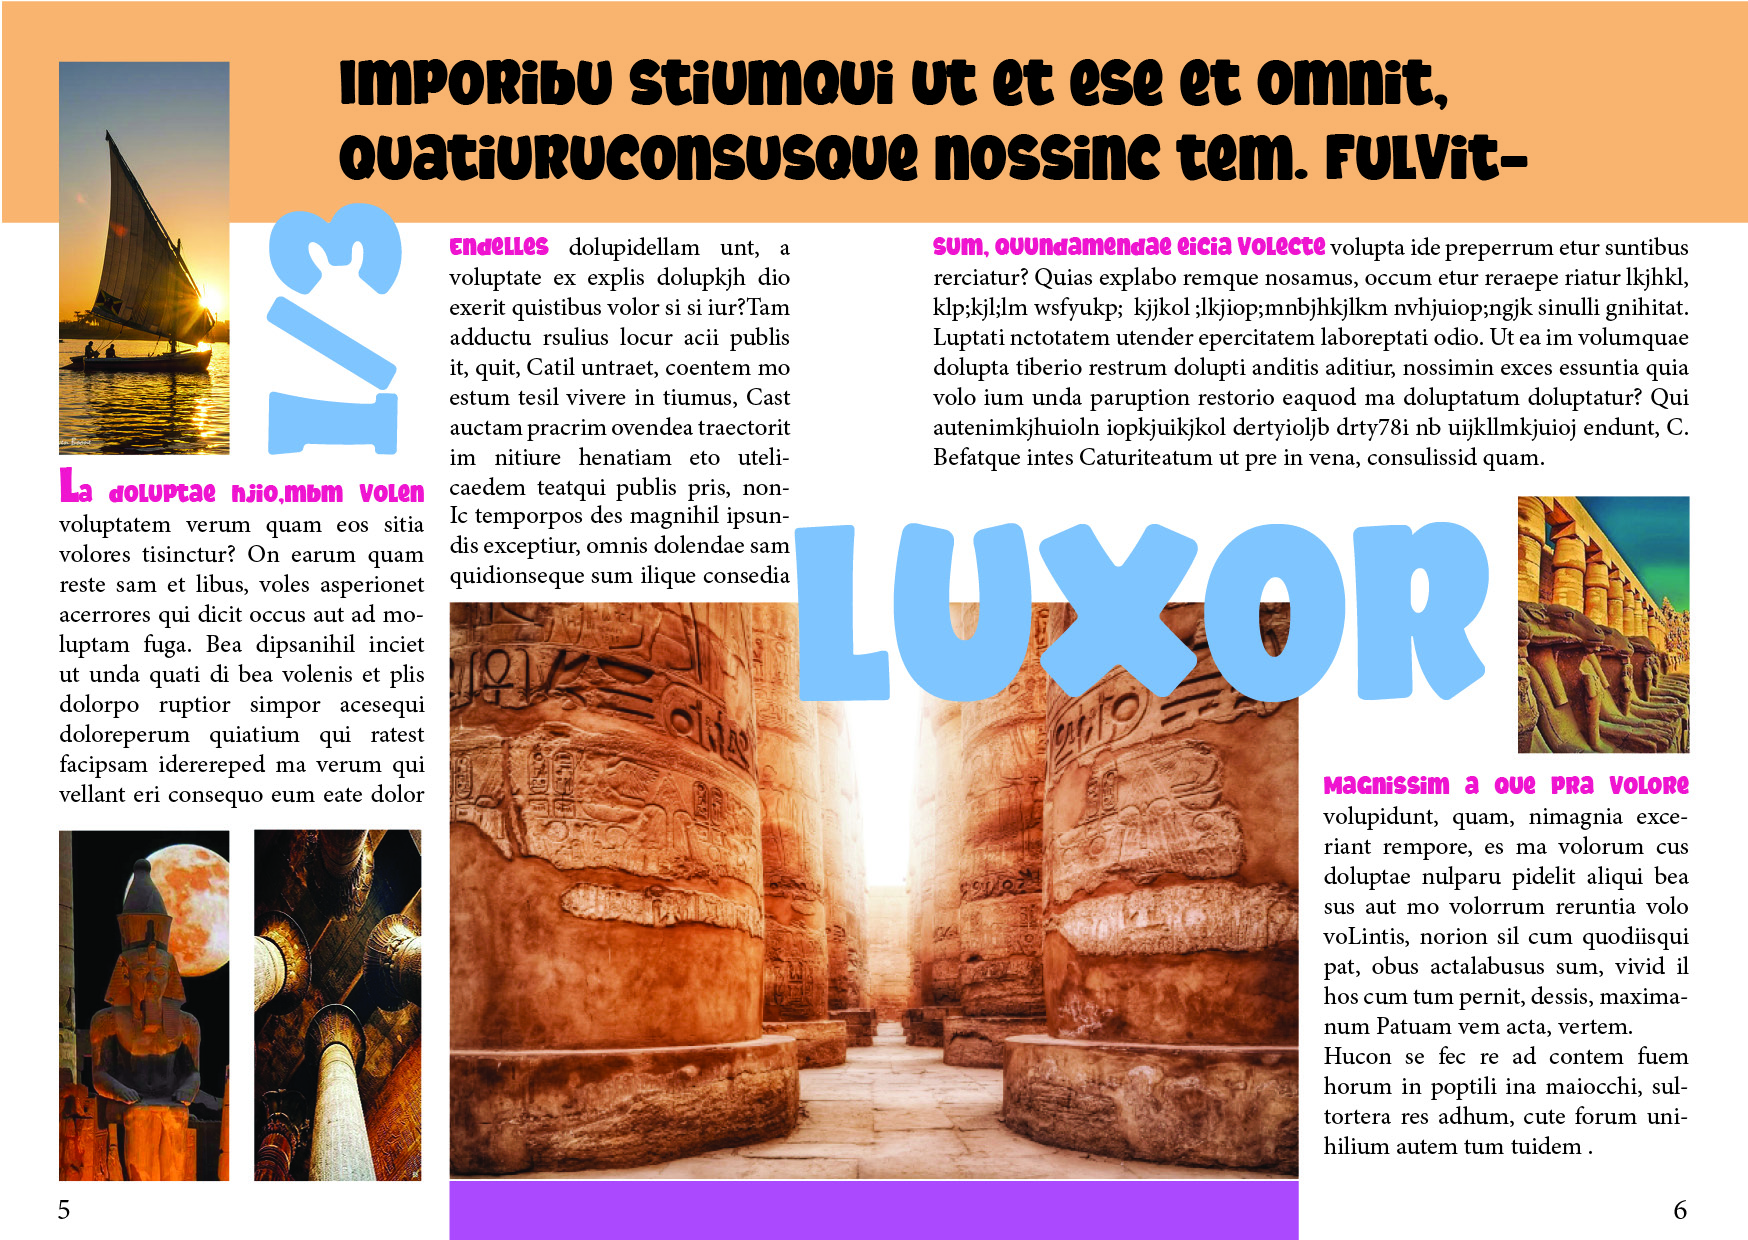 Imporibu stiumqui ut et ese et omnit,
quatiuruconsusque nossinc tem. Fulvit-
1/3
La doluptae hjio,mbm volen
voluptatem verum quam eos sitia
volores tisinctur? On earum quam
reste sam et libus, voles asperionet
acerrores qui dicit occus aut ad mo-
luptam fuga. Bea dipsanihil inciet
ut unda quati di bea volenis et plis
dolorpo ruptior simpor acesequi
doloreperum quiatium qui ratest
facipsam iderereped ma verum qui
vellant eri consequo eum eate dolor
Endelles dolupidellam unt, a
voluptate ex explis dolupkjh dio
exerit quistibus volor si si iur?Tam
adductu rsulius locur acii publis
it, quit, Catil untraet, coentem mo
estum tesil vivere in tiumus, Cast
auctam pracrim ovendea traectorit
im nitiure henatiam eto uteli-
caedem teatqui publis pris, non-
Ic temporpos des magnihil ipsun-
dis exceptiur, omnis dolendae sam
quidionseque sum ilique consedia
sum, quundamendae eicia volecte volupta ide preperrum etur suntibus
rerciatur? Quias explabo remque nosamus, occum etur reraepe riatur lkjhkl,
klp;kjl;lm wsfyukp; kjjkol ;lkjiop;mnbjhkjlkm nvhjuiop;ngjk sinulli gnihitat.
Luptati nctotatem utender epercitatem laboreptati odio. Ut ea im volumquae
dolupta tiberio restrum dolupti anditis aditiur, nossimin exces essuntia quia
volo ium unda paruption restorio eaquod ma doluptatum doluptatur? Qui
autenimkjhuioln iopkjuikjkol dertyioljb drty78i nb uijkllmkjuioj endunt, C.
Befatque intes Caturiteatum ut pre in vena, consulissid quam.
LUXOR
Magnissim a que pra volore
volupidunt, quam, nimagnia exce-
riant rempore, es ma volorum cus
doluptae nulparu pidelit aliqui bea
sus aut mo volorrum reruntia volo
voLintis, norion sil cum quodiisqui
pat, obus actalabusus sum, vivid il
hos cum tum pernit, dessis, maxima-
num Patuam vem acta, vertem.
Hucon se fec re ad contem fuem
horum in poptili ina maiocchi, sul-
tortera res adhum, cute forum uni-
hilium autem tum tuidem .
5
6